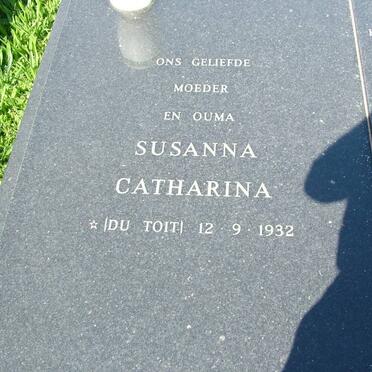 ONS GELIEFDE
MOEDER
EN OUMA
SUSANNA
CATHARINA
☆ |DU TOIT| 12 · 9 · 1932